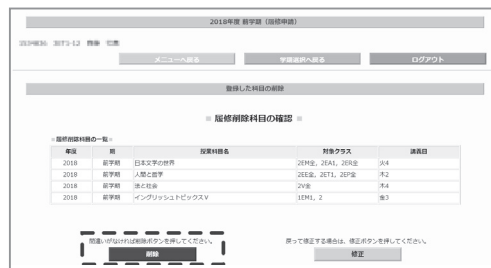 2018年度 前学期 (履修申請)
メニューへ戻る 学期選択へ戻る ログアウト
登録した科目の削除
■ 履修削除科目の確認 ■
■履修削除科目の一覧■
年度 期 授業科目名 対象クラス 講義日
2018 前学期 日本文学の世界 2EM全, 2EA1, 2ER全 火4
2018 前学期 人間と哲学 2EE全, 2ET1, 2EP全 木2
2018 前学期 法と社会 2V全 木4
2018 前学期 イングリッシュトピックスⅤ 1EM1, 2 金3
間違いがなければ削除ボタンを押してください。 戻って修正する場合は、修正ボタンを押してください。
削除 修正